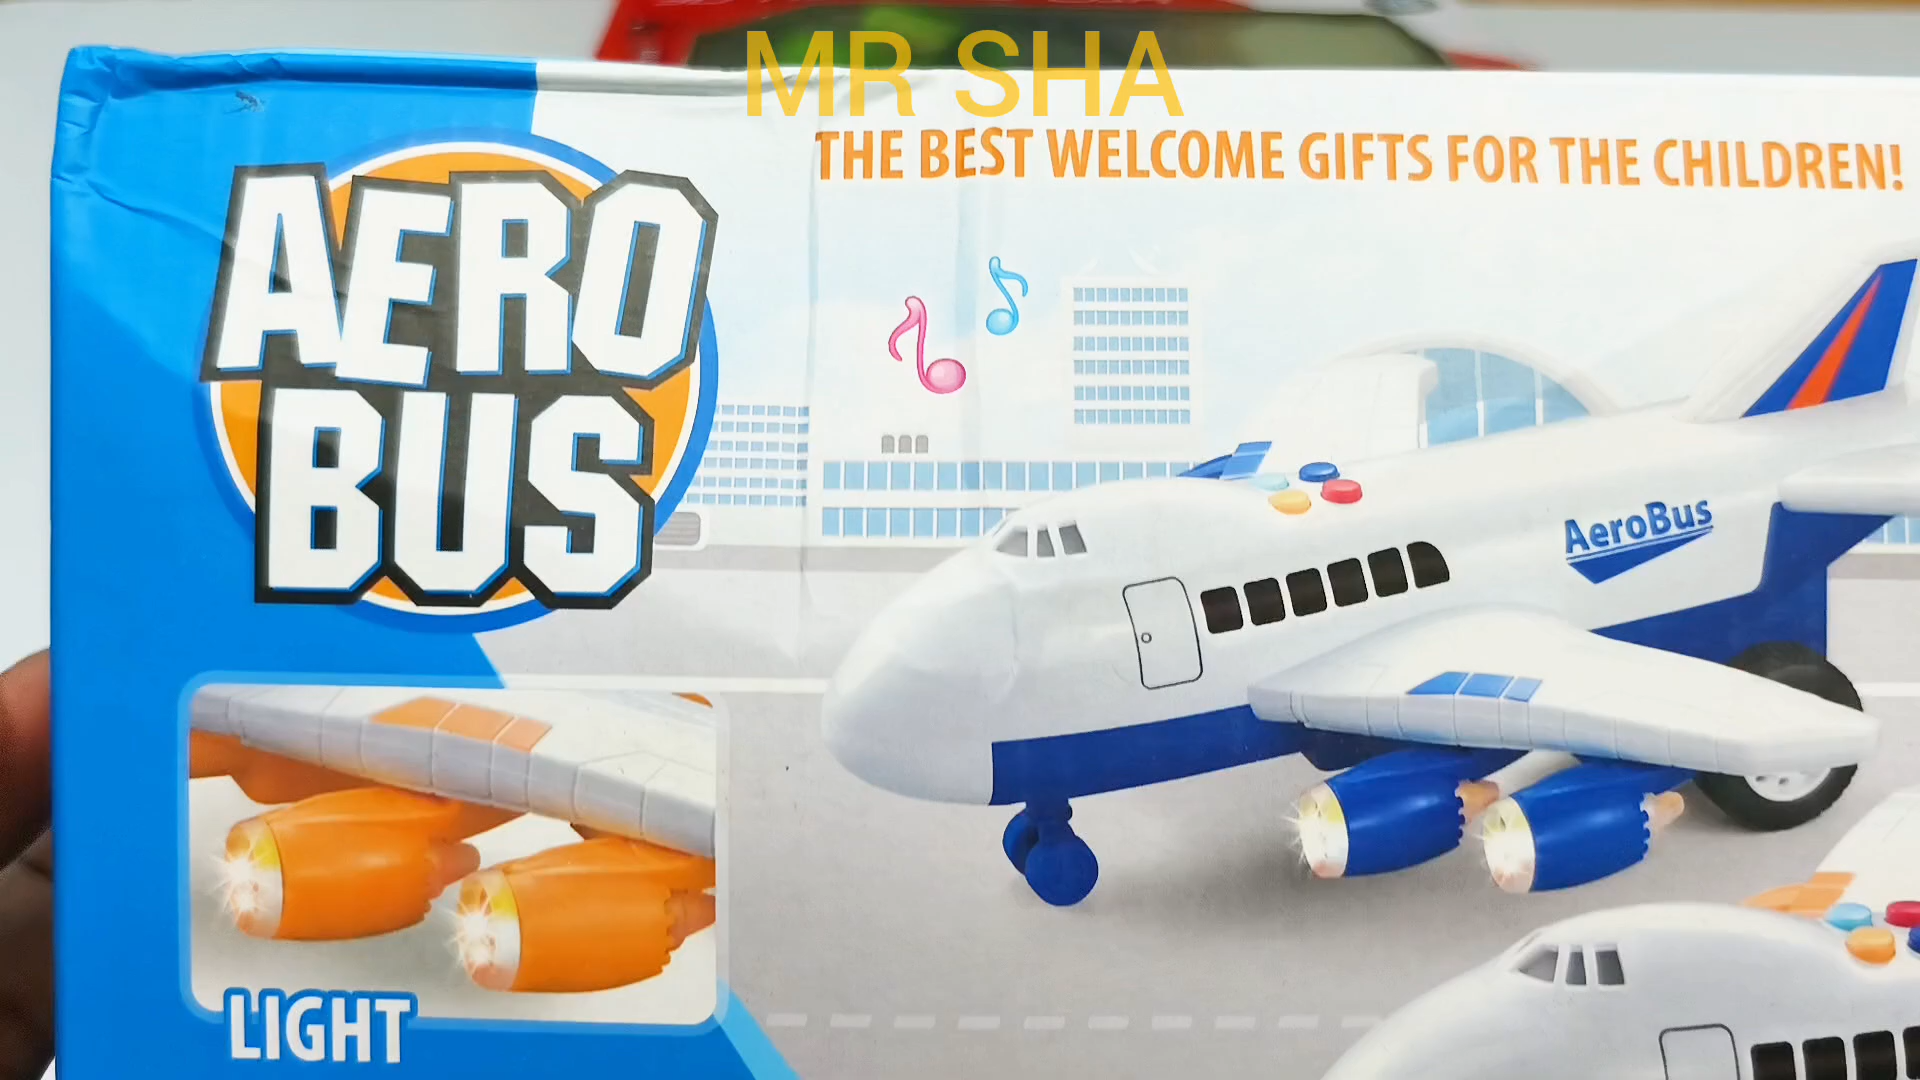 MR SHA
THE BEST WELCOME GIFTS FOR THE CHILDREN!
AERO
BUS
AeroBus
LIGHT